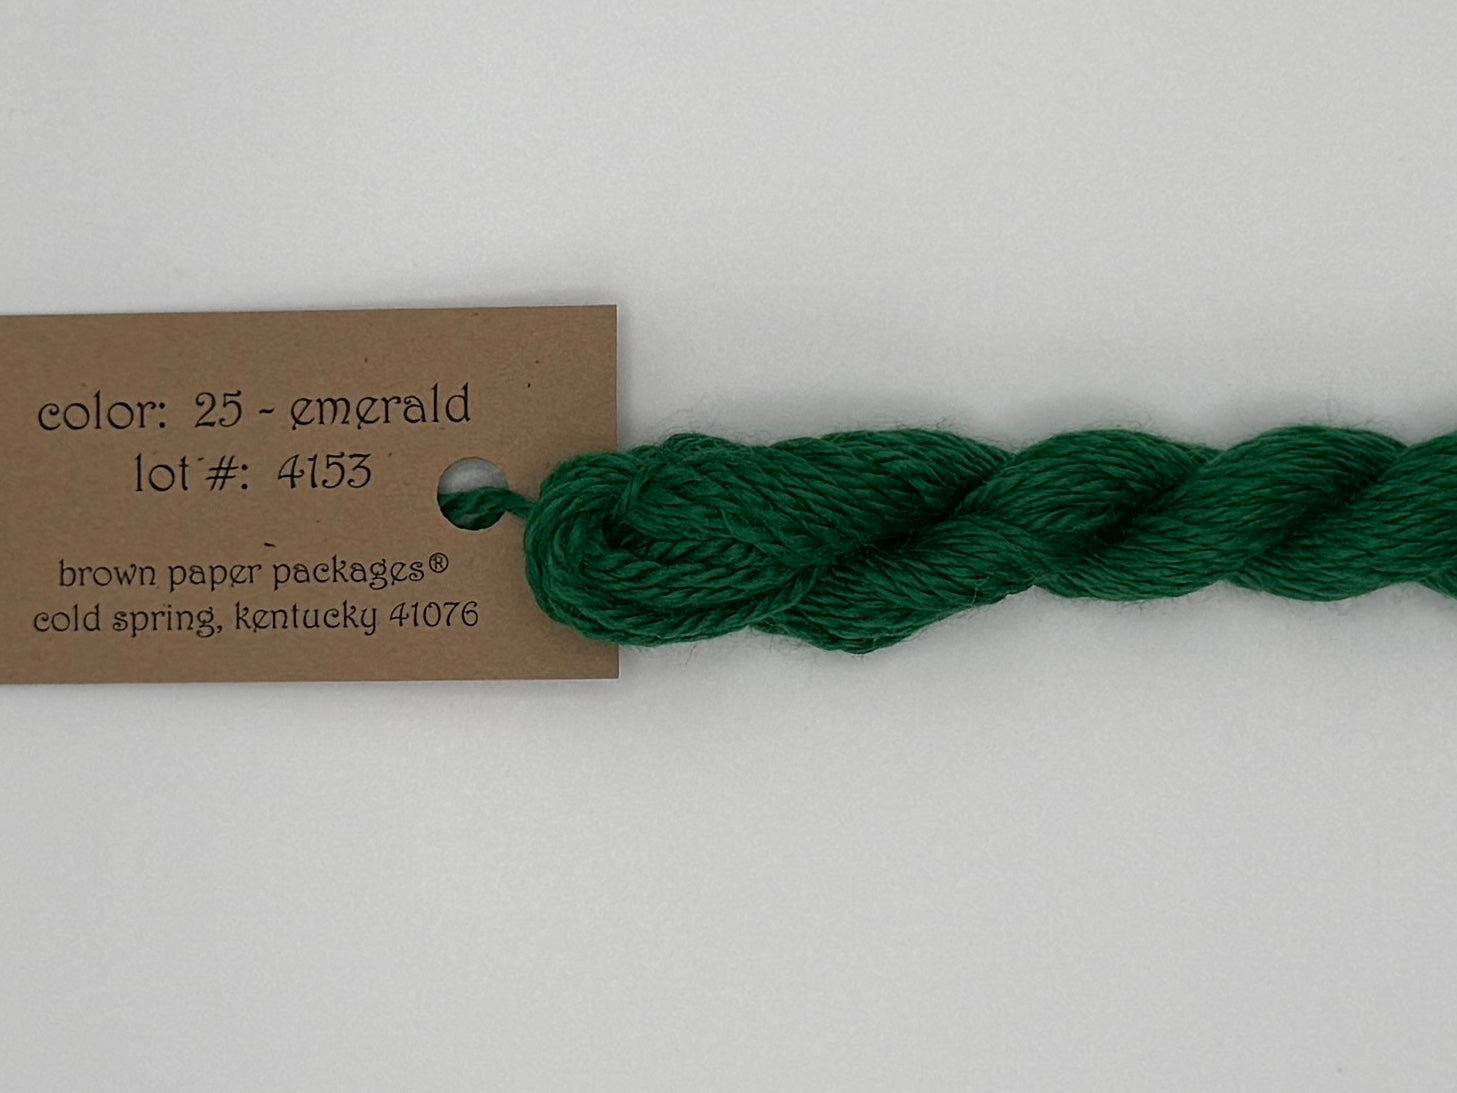 color: 25 - emerald
lot #: 4153
brown paper packages®
cold spring, kentucky 41076